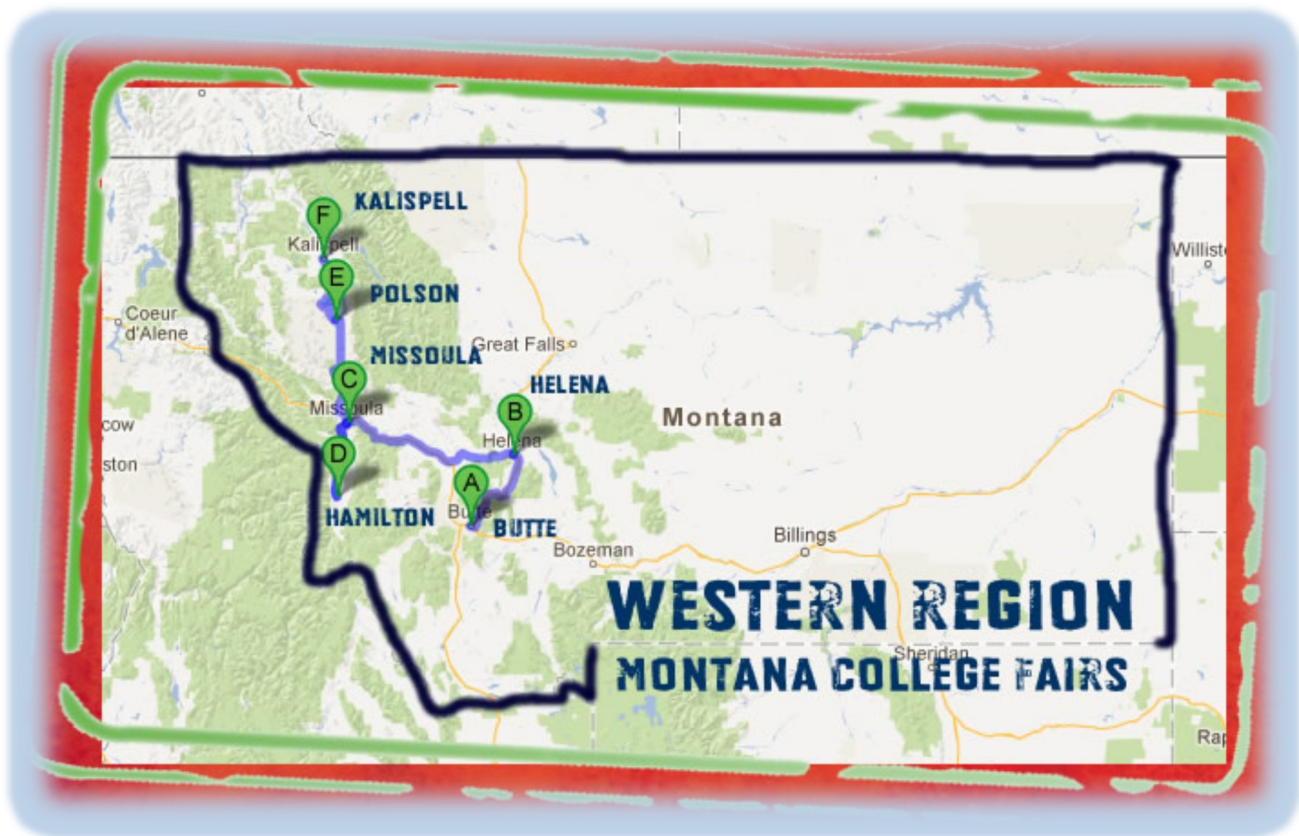 F
KALISPELL
Kalispell
E
POLSON
Willist
Coeur
d'Alene
MISSOULA
Great Falls
C
HELENA
Missoula
B
Montana
cow
Helena
D
ston
A
HAMILTON
Butte
BUTTE
Bozeman
Billings
WESTERN REGION
Sheridan
MONTANA COLLEGE FAIRS
Rap